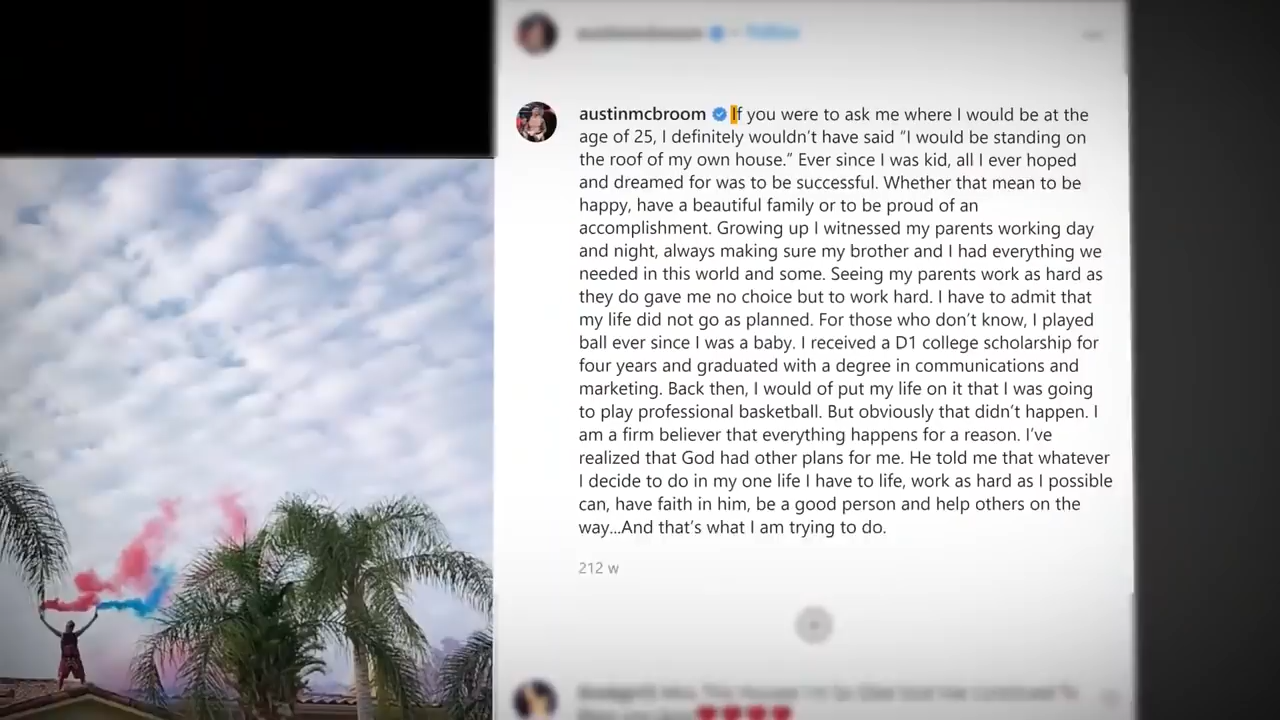 austinmcbroom If you were to ask me where I would be at the
age of 25, I definitely wouldn’t have said “I would be standing on
the roof of my own house.” Ever since I was kid, all I ever hoped
and dreamed for was to be successful. Whether that mean to be
happy, have a beautiful family or to be proud of an
accomplishment. Growing up I witnessed my parents working day
and night, always making sure my brother and I had everything we
needed in this world and some. Seeing my parents work as hard as
they do gave me no choice but to work hard. I have to admit that
my life did not go as planned. For those who don’t know, I played
ball ever since I was a baby. I received a D1 college scholarship for
four years and graduated with a degree in communications and
marketing. Back then, I would of put my life on it that I was going
to play professional basketball. But obviously that didn’t happen. I
am a firm believer that everything happens for a reason. I’ve
realized that God had other plans for me. He told me that whatever
I decide to do in my one life I have to life, work as hard as I possible
can, have faith in him, be a good person and help others on the
way...And that’s what I am trying to do.
212 w